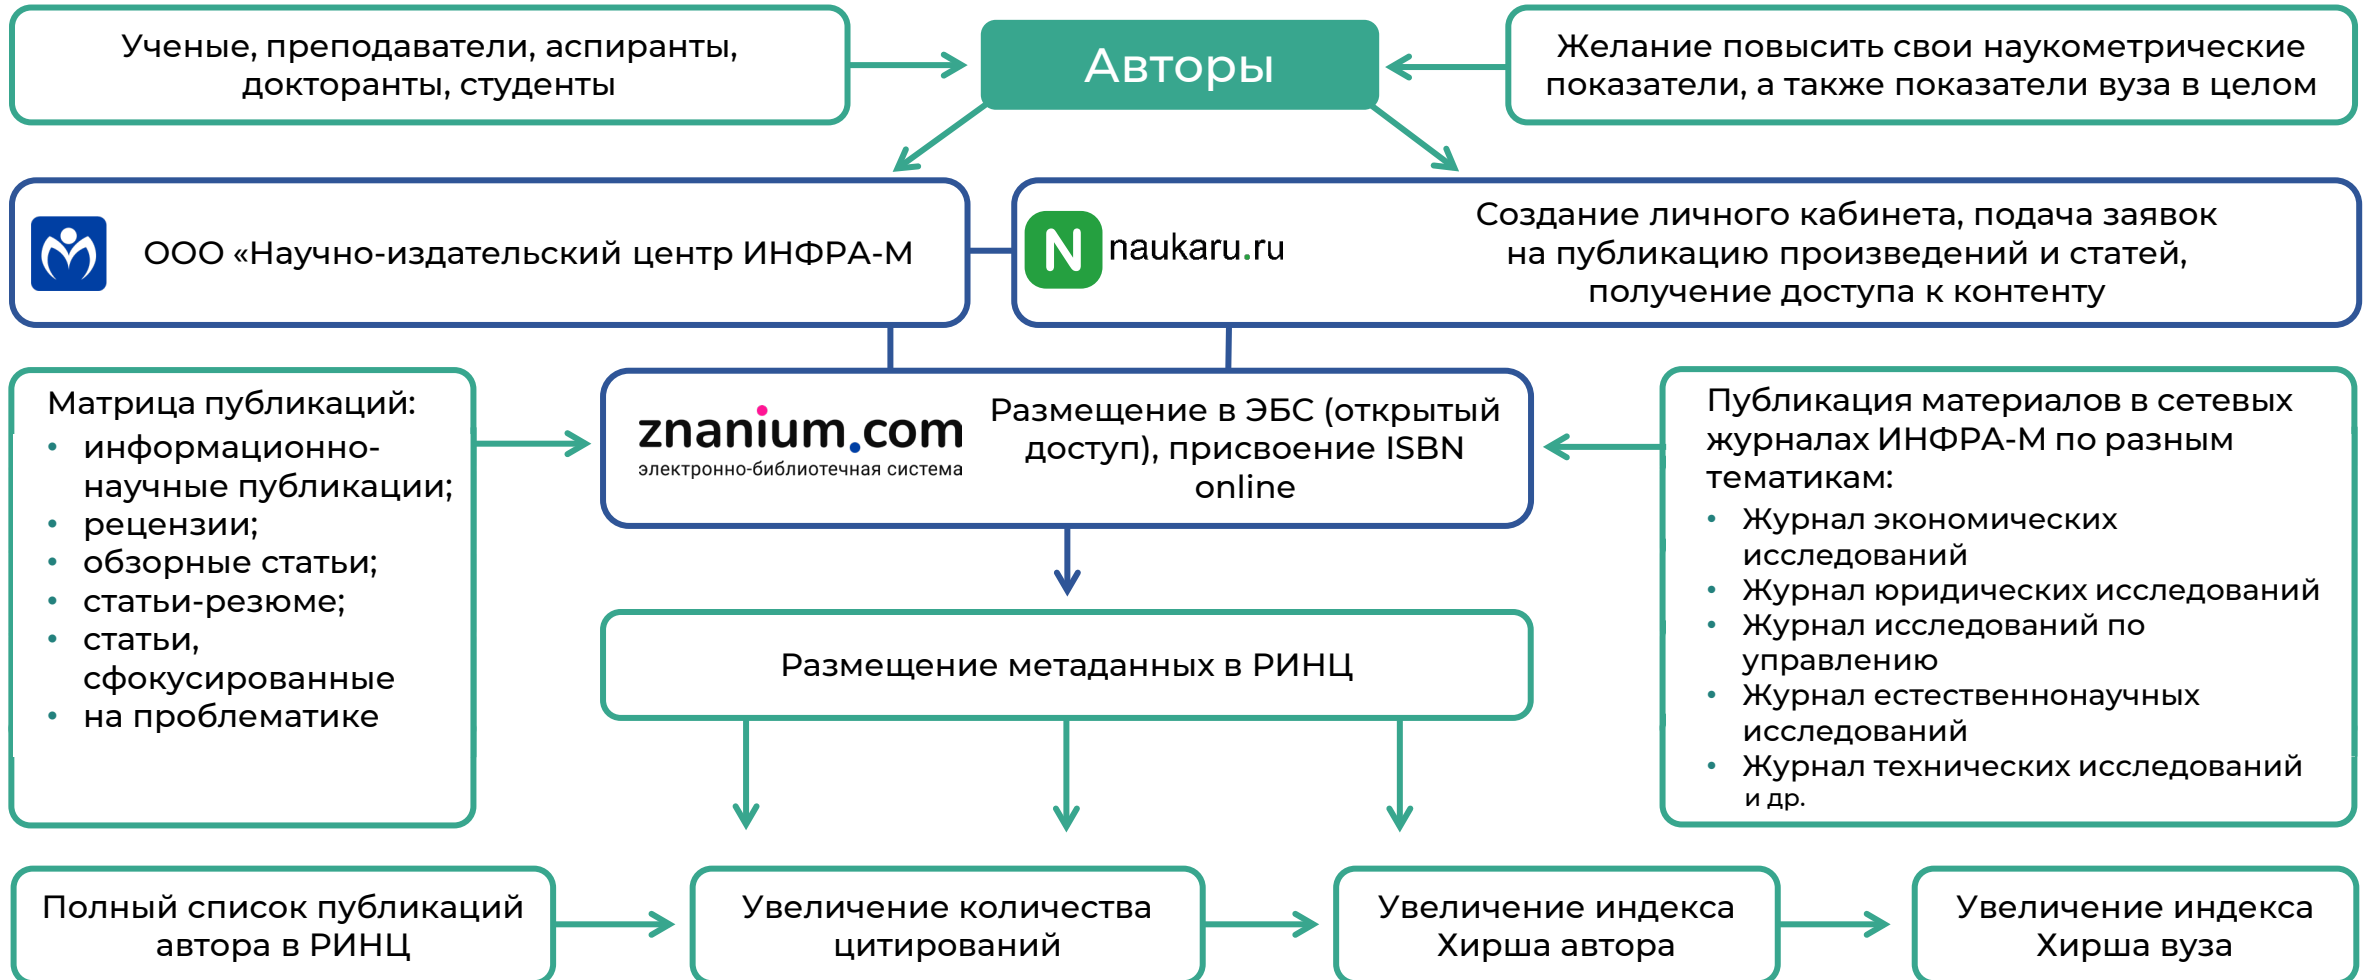 Ученые, преподаватели, аспиранты,
докторанты, студенты
Авторы
Желание повысить свои наукометрические
показатели, а также показатели вуза в целом
ООО «Научно-издательский центр ИНФРА-М
N naukaru.ru
Создание личного кабинета, подача заявок
на публикацию произведений и статей,
получение доступа к контенту
Матрица публикаций:
• информационно-
научные публикации;
• рецензии;
• обзорные статьи;
• статьи-резюме;
• статьи,
сфокусированные
• на проблематике
znanium.com
электронно-библиотечная система
Размещение в ЭБС (открытый
доступ), присвоение ISBN
online
Публикация материалов в сетевых
журналах ИНФРА-М по разным
тематикам:
• Журнал экономических
исследований
• Журнал юридических исследований
• Журнал исследований по
управлению
• Журнал естественнонаучных
исследований
• Журнал технических исследований
и др.
Размещение метаданных в РИНЦ
Полный список публикаций
автора в РИНЦ
Увеличение количества
цитирований
Увеличение индекса
Хирша автора
Увеличение индекса
Хирша вуза